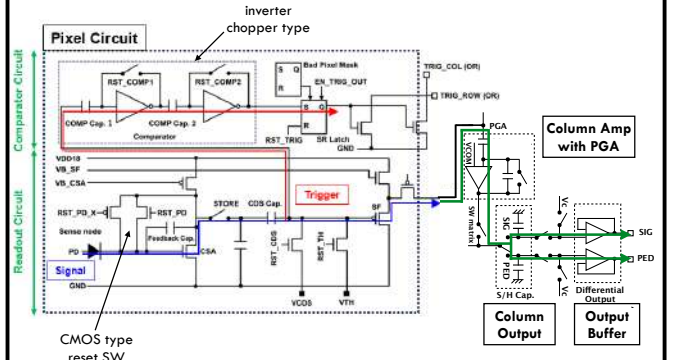 inverter
chopper type
Pixel Circuit
Comparator Circuit
Readout Circuit
RST_COMP1
RST_COMP2
COMP Cap. 1
COMP Cap. 2
Comparator
Bad Pixel Mask
S Q
R
EN_TRIG_OUT
S Q
R
RST_TRIG
SR Latch
GND
TRIG_COL (OR)
TRIG_ROW (OR)
VDD18
VB_SF
VB_CSA
RST_PD_X
RST_PD
Sense node
Feedback Cap.
PD
CSA
Signal
GND
STORE
CDS Cap.
Trigger
RST_CDS
RST_TH
VCDS
VTH
SF
CMOS type
reset SW
PGA
VCOM
Column Amp
with PGA
SW matrix
SIG
PED
S/H Cap.
Vc
Vc
SIG
PED
Differential
Output
Column
Output
Output
Buffer